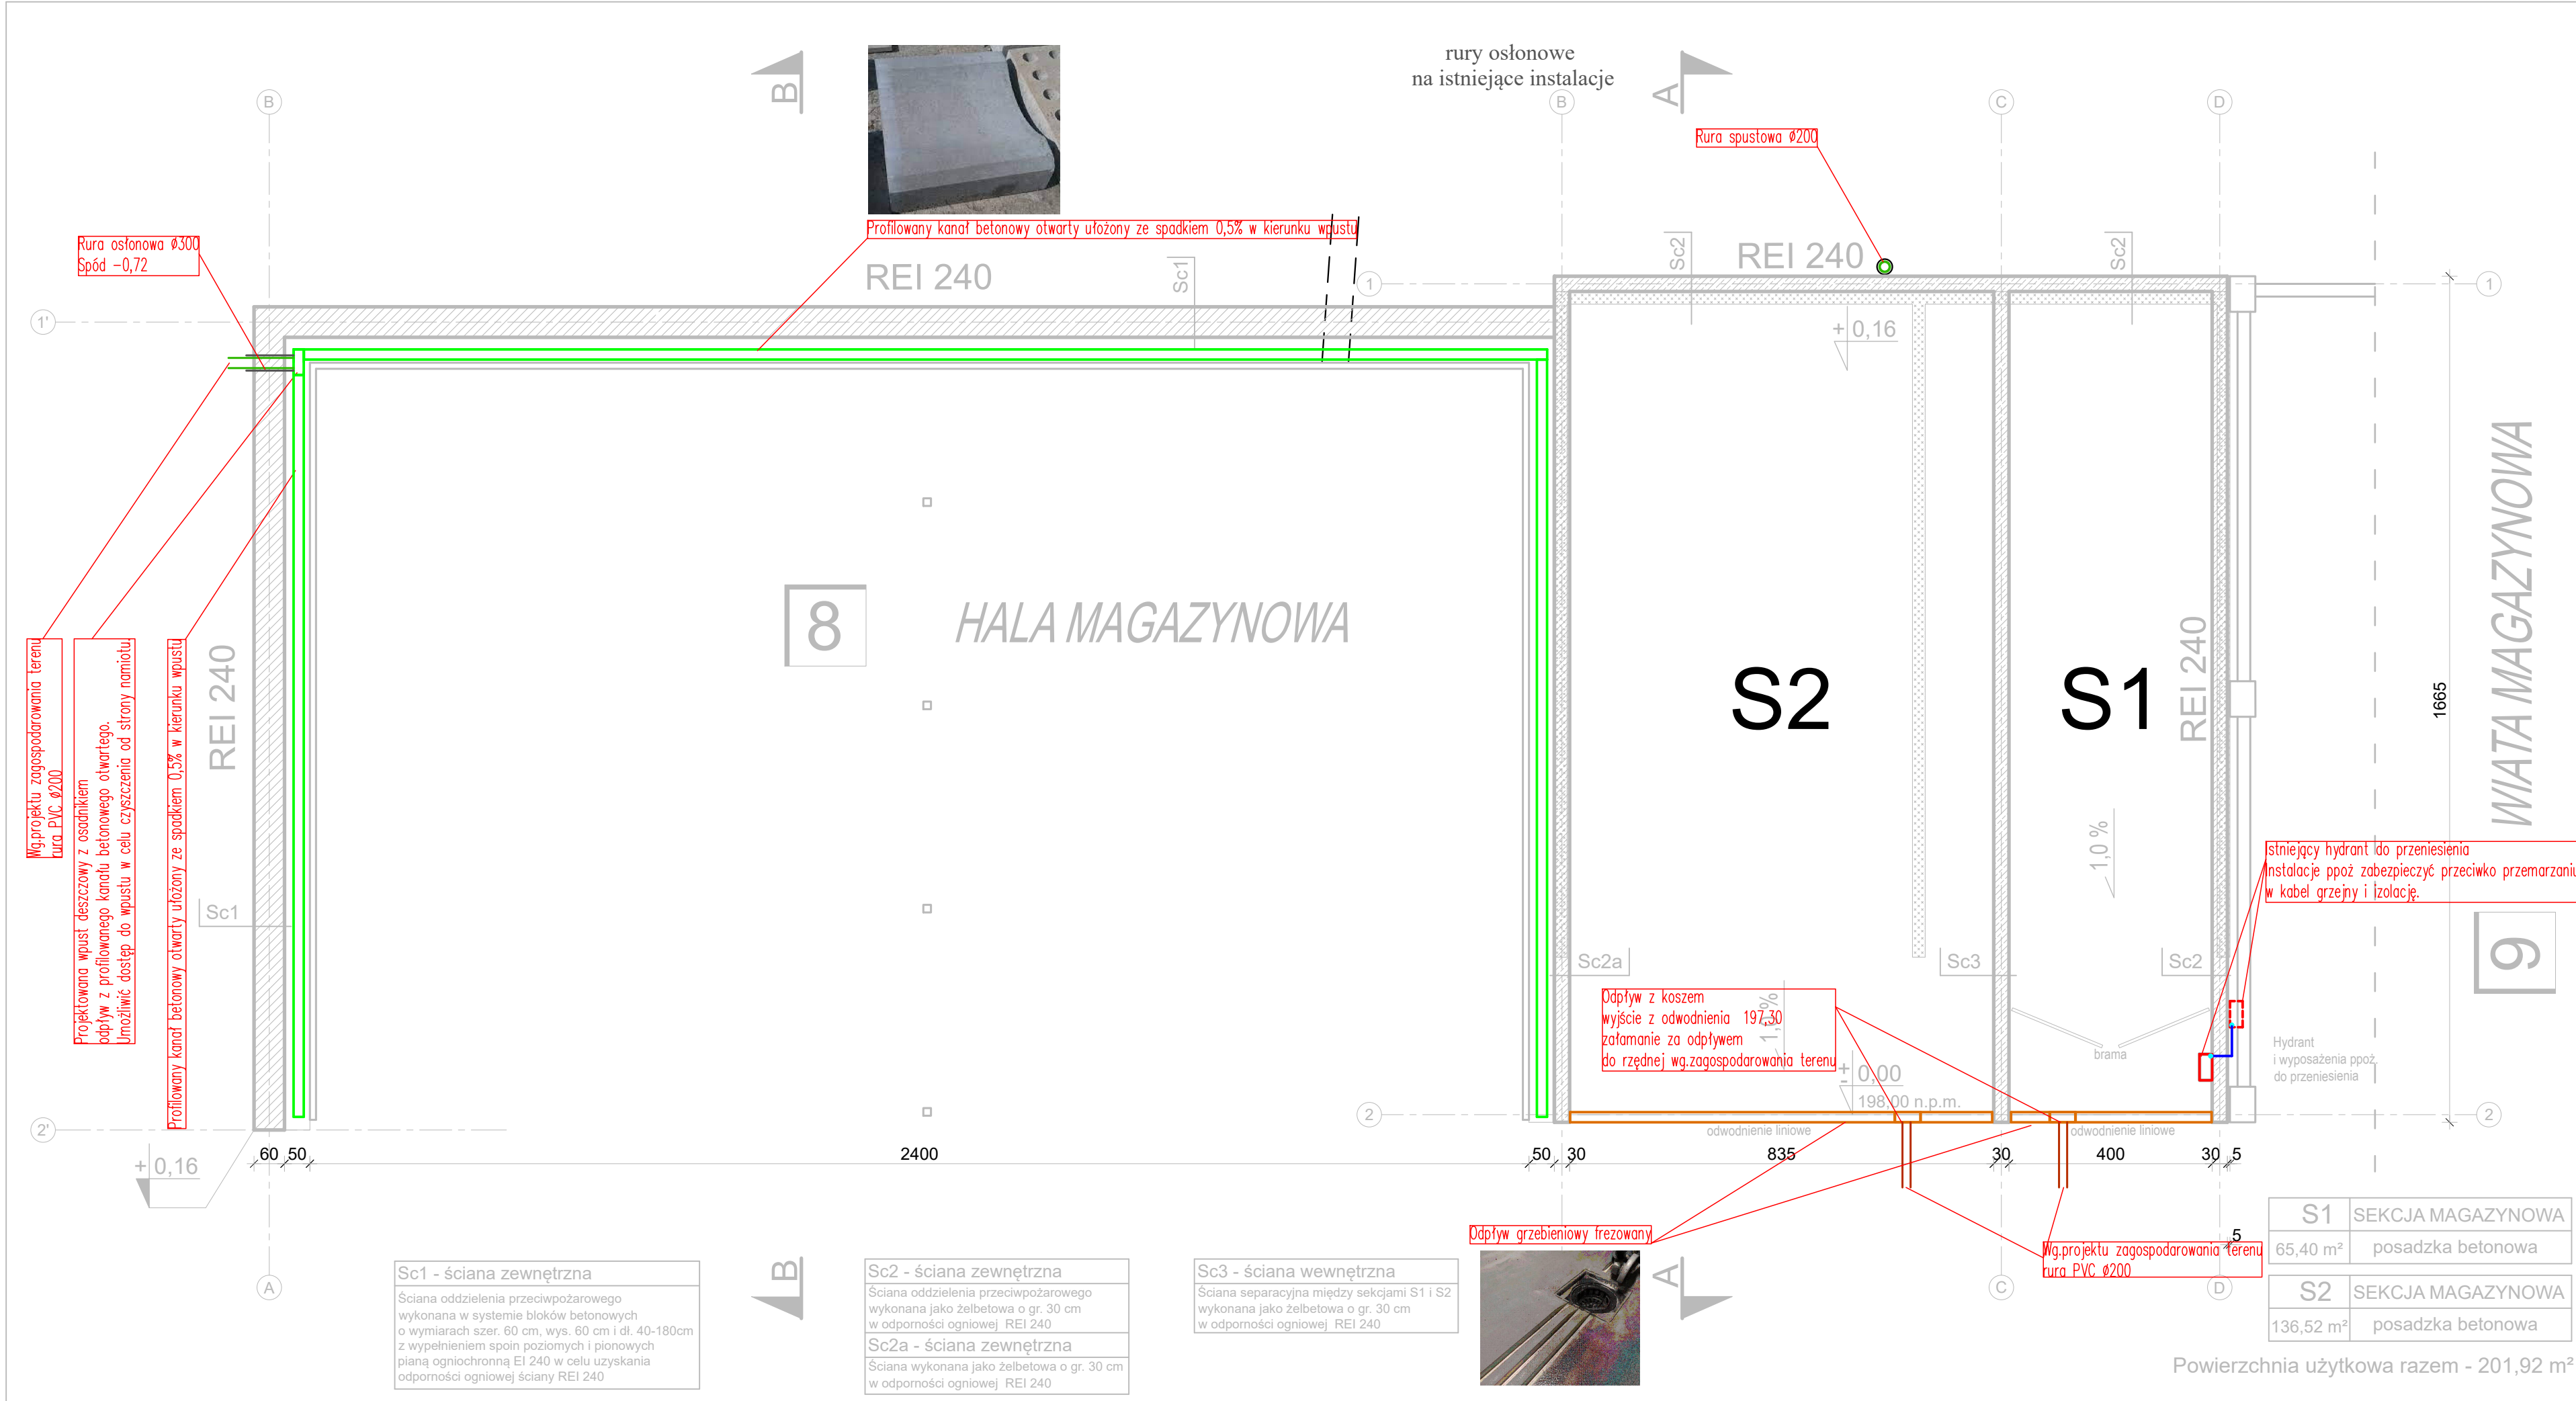 rury osłonowe
na istniejące instalacje
B
A
B
B
C
D
Rura spustowa Ø200
Profilowany kanał betonowy otwarty ułożony ze spadkiem 0,5% w kierunku wpustu
Rura osłonowa Ø300
Spód -0,72
REI 240
Sc1
Sc2
REI 240
Sc2
1
1
1'
+ 0,16
8
HALA MAGAZYNOWA
S2
S1
REI 240
REI 240
1665
WIATA MAGAZYNOWA
9
Wg.projektu zagospodarowania terenu
rura PVC Ø200
Projektowana wpust deszczowy z osadnikiem
odpływ z profilowanego kanału betonowego otwartego.
Umożliwić dostęp do wpustu w celu czyszczenia od strony namiotu.
Profilowany kanał betonowy otwarty ułożony ze spadkiem 0,5% w kierunku wpustu
Sc1
1,0 %
Istniejący hydrant do przeniesienia
Instalacje ppoż zabezpieczyć przeciwko przemarzaniu
w kabel grzejny i izolację.
Sc2a
Sc3
Sc2
Odpływ z koszem
wyjście z odwodnienia 197,30
załamanie za odpływem
do rzędnej wg.zagospodarowania terenu
1,0 %
brama
Hydrant
i wyposażenia ppoż.
do przeniesienia
+
- 0,00
198,00 n.p.m.
2'
2
2
odwodnienie liniowe
odwodnienie liniowe
+ 0,16
60
50
2400
50
30
835
30
400
30
5
5
Odpływ grzebieniowy frezowany
Wg.projektu zagospodarowania terenu
rura PVC Ø200
A
B
A
C
D
Sc1 - ściana zewnętrzna
Ściana oddzielenia przeciwpożarowego
wykonana w systemie bloków betonowych
o wymiarach szer. 60 cm, wys. 60 cm i dł. 40-180cm
z wypełnieniem spoin poziomych i pionowych
pianą ogniochronną EI 240 w celu uzyskania
odporności ogniowej ściany REI 240
Sc2 - ściana zewnętrzna
Ściana oddzielenia przeciwpożarowego
wykonana jako żelbetowa o gr. 30 cm
w odporności ogniowej REI 240
Sc2a - ściana zewnętrzna
Ściana wykonana jako żelbetowa o gr. 30 cm
w odporności ogniowej REI 240
Sc3 - ściana wewnętrzna
Ściana separacyjna między sekcjami S1 i S2
wykonana jako żelbetowa o gr. 30 cm
w odporności ogniowej REI 240
S1 SEKCJA MAGAZYNOWA
65,40 m² posadzka betonowa
S2 SEKCJA MAGAZYNOWA
136,52 m² posadzka betonowa
Powierzchnia użytkowa razem - 201,92 m²